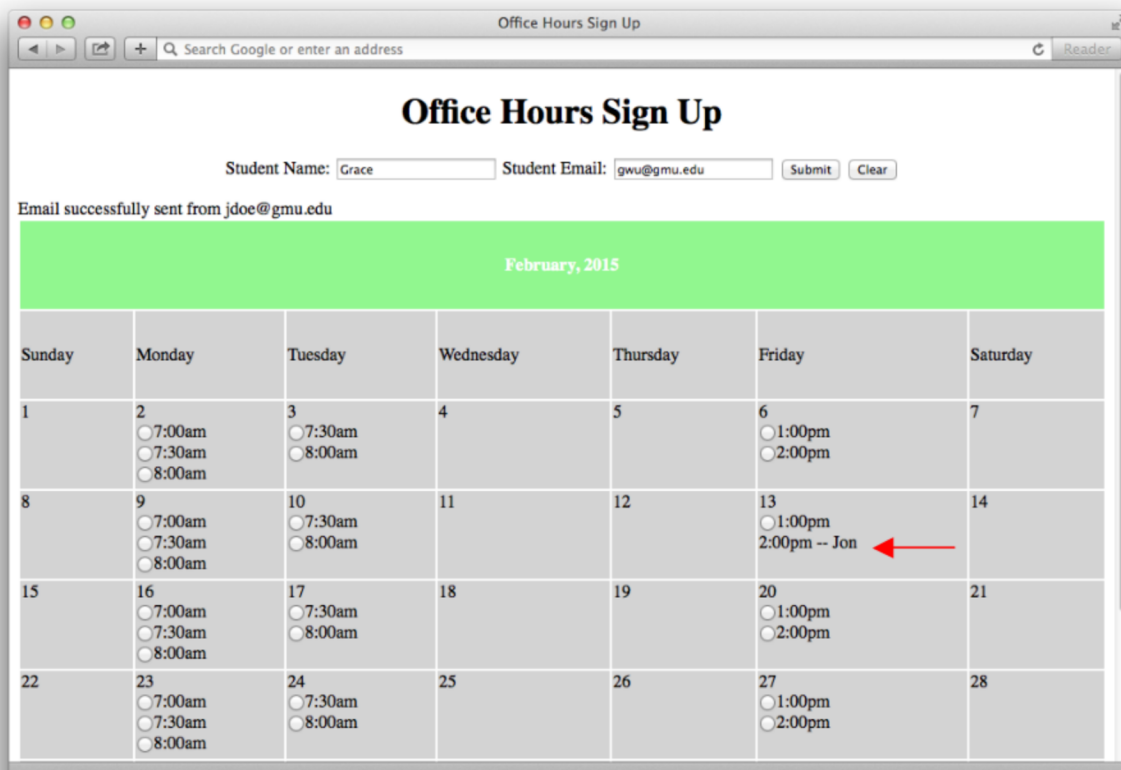 Office Hours Sign Up
Search Google or enter an address
Reader
Office Hours Sign Up
Student Name: Grace Student Email: gwu@gmu.edu Submit Clear
Email successfully sent from jdoe@gmu.edu
February, 2015
Sunday Monday Tuesday Wednesday Thursday Friday Saturday
1 2 3 4 5 6 7
7:00am 7:30am 1:00pm
7:30am 8:00am 2:00pm
8:00am
8 9 10 11 12 13 14
7:00am 7:30am 1:00pm
7:30am 8:00am 2:00pm -- Jon
8:00am
15 16 17 18 19 20 21
7:00am 7:30am 1:00pm
7:30am 8:00am 2:00pm
8:00am
22 23 24 25 26 27 28
7:00am 7:30am 1:00pm
7:30am 8:00am 2:00pm
8:00am